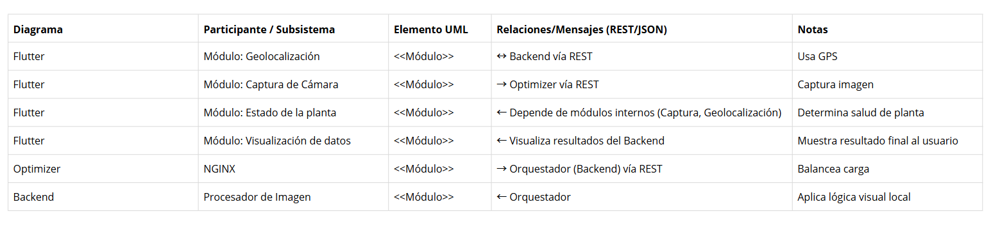 Diagrama Participante / Subsistema Elemento UML Relaciones/Mensajes (REST/JSON) Notas
Flutter Módulo: Geolocalización <<Módulo>> ↔ Backend vía REST Usa GPS
Flutter Módulo: Captura de Cámara <<Módulo>> → Optimizer vía REST Captura imagen
Flutter Módulo: Estado de la planta <<Módulo>> ← Depende de módulos internos (Captura, Geolocalización) Determina salud de planta
Flutter Módulo: Visualización de datos <<Módulo>> ← Visualiza resultados del Backend Muestra resultado final al usuario
Optimizer NGINX <<Módulo>> → Orquestador (Backend) vía REST Balancea carga
Backend Procesador de Imagen <<Módulo>> ← Orquestador Aplica lógica visual local